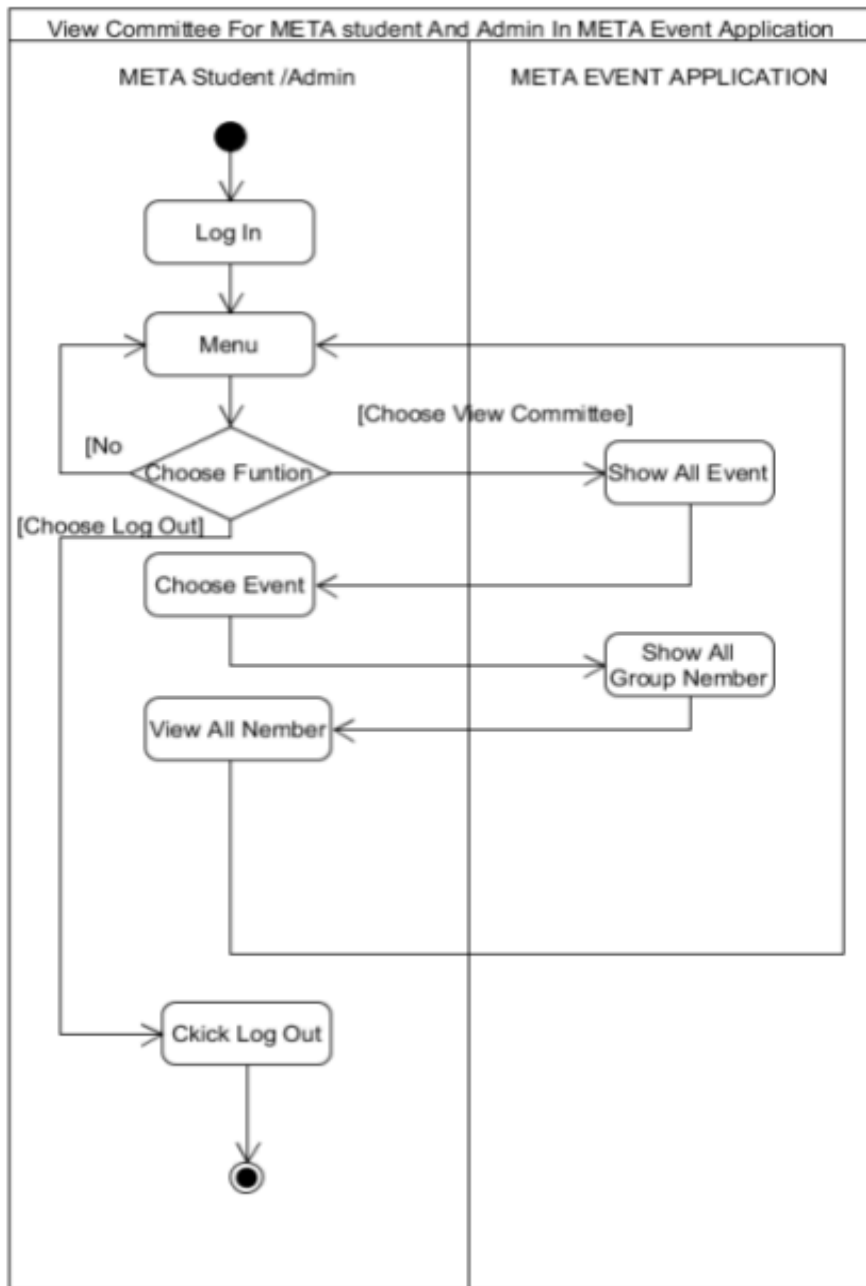 View Committee For META student And Admin In META Event Application
META Student /Admin
META EVENT APPLICATION
Log In
Menu
[Choose View Committee]
[No
Choose Funtion
Show All Event
[Choose Log Out]
Choose Event
Show All
Group Nember
View All Nember
Ckick Log Out